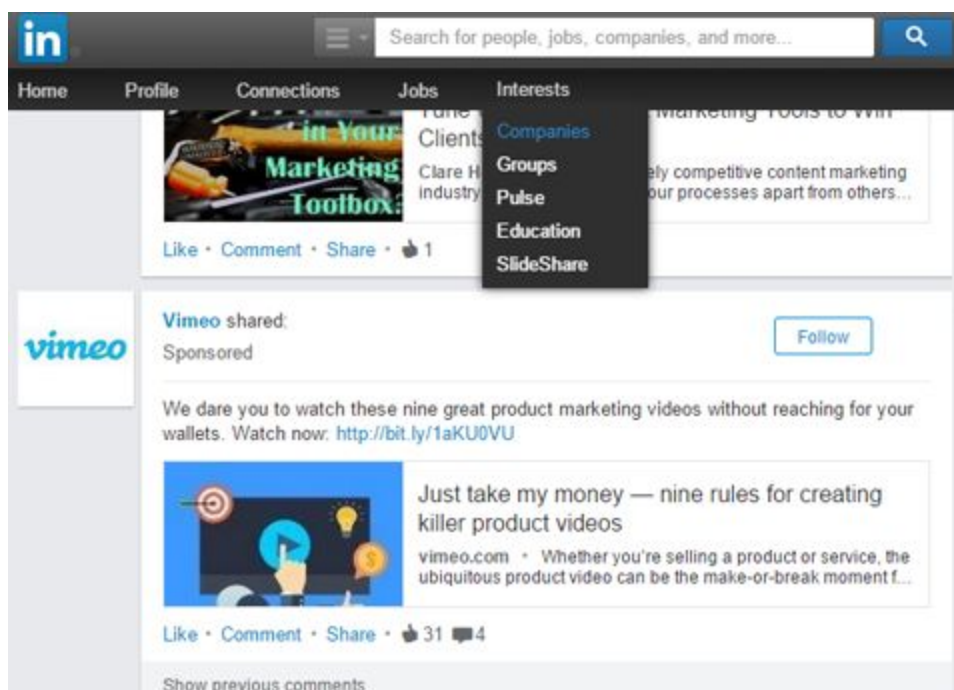 in
Search for people, jobs, companies, and more...
Home Profile Connections Jobs Interests
Companies
Groups
Pulse
Education
SlideShare
in Your
Marketing
Toolbox?
Marketing Tools to Win
Clients
Clare H ely competitive content marketing
industry our processes apart from others...
Like · Comment · Share · 1
vimeo
Vimeo shared:
Sponsored
Follow
We dare you to watch these nine great product marketing videos without reaching for your
wallets. Watch now: http://bit.ly/1aKU0VU
Just take my money — nine rules for creating
killer product videos
vimeo.com · Whether you're selling a product or service, the
ubiquitous product video can be the make-or-break moment f...
$
Like · Comment · Share · 31 4
Show previous comments